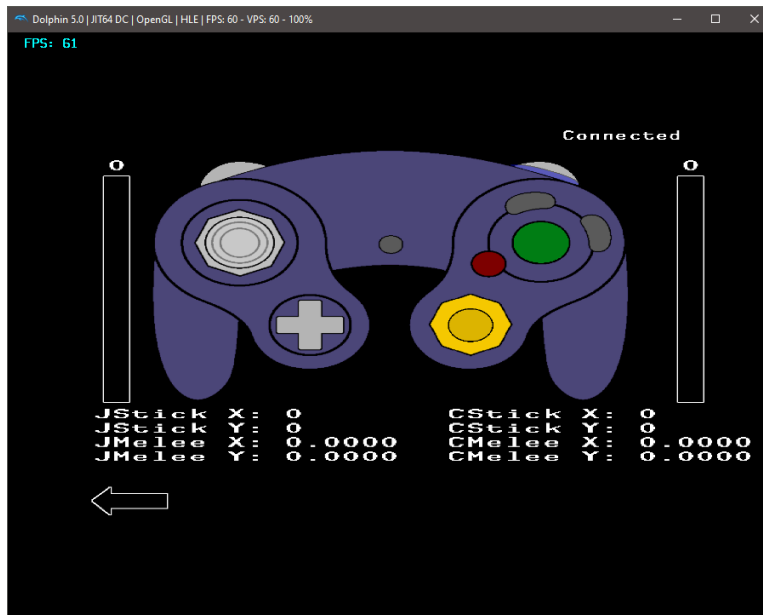 Dolphin 5.0 | JIT64 DC | OpenGL | HLE | FPS: 60 - VPS: 60 - 100%
FPS: 61
Connected
0 0
JStick X: 0 CStick X: 0
JStick Y: 0 CStick Y: 0
JMelee X: 0.0000 CMelee X: 0.0000
JMelee Y: 0.0000 CMelee Y: 0.0000